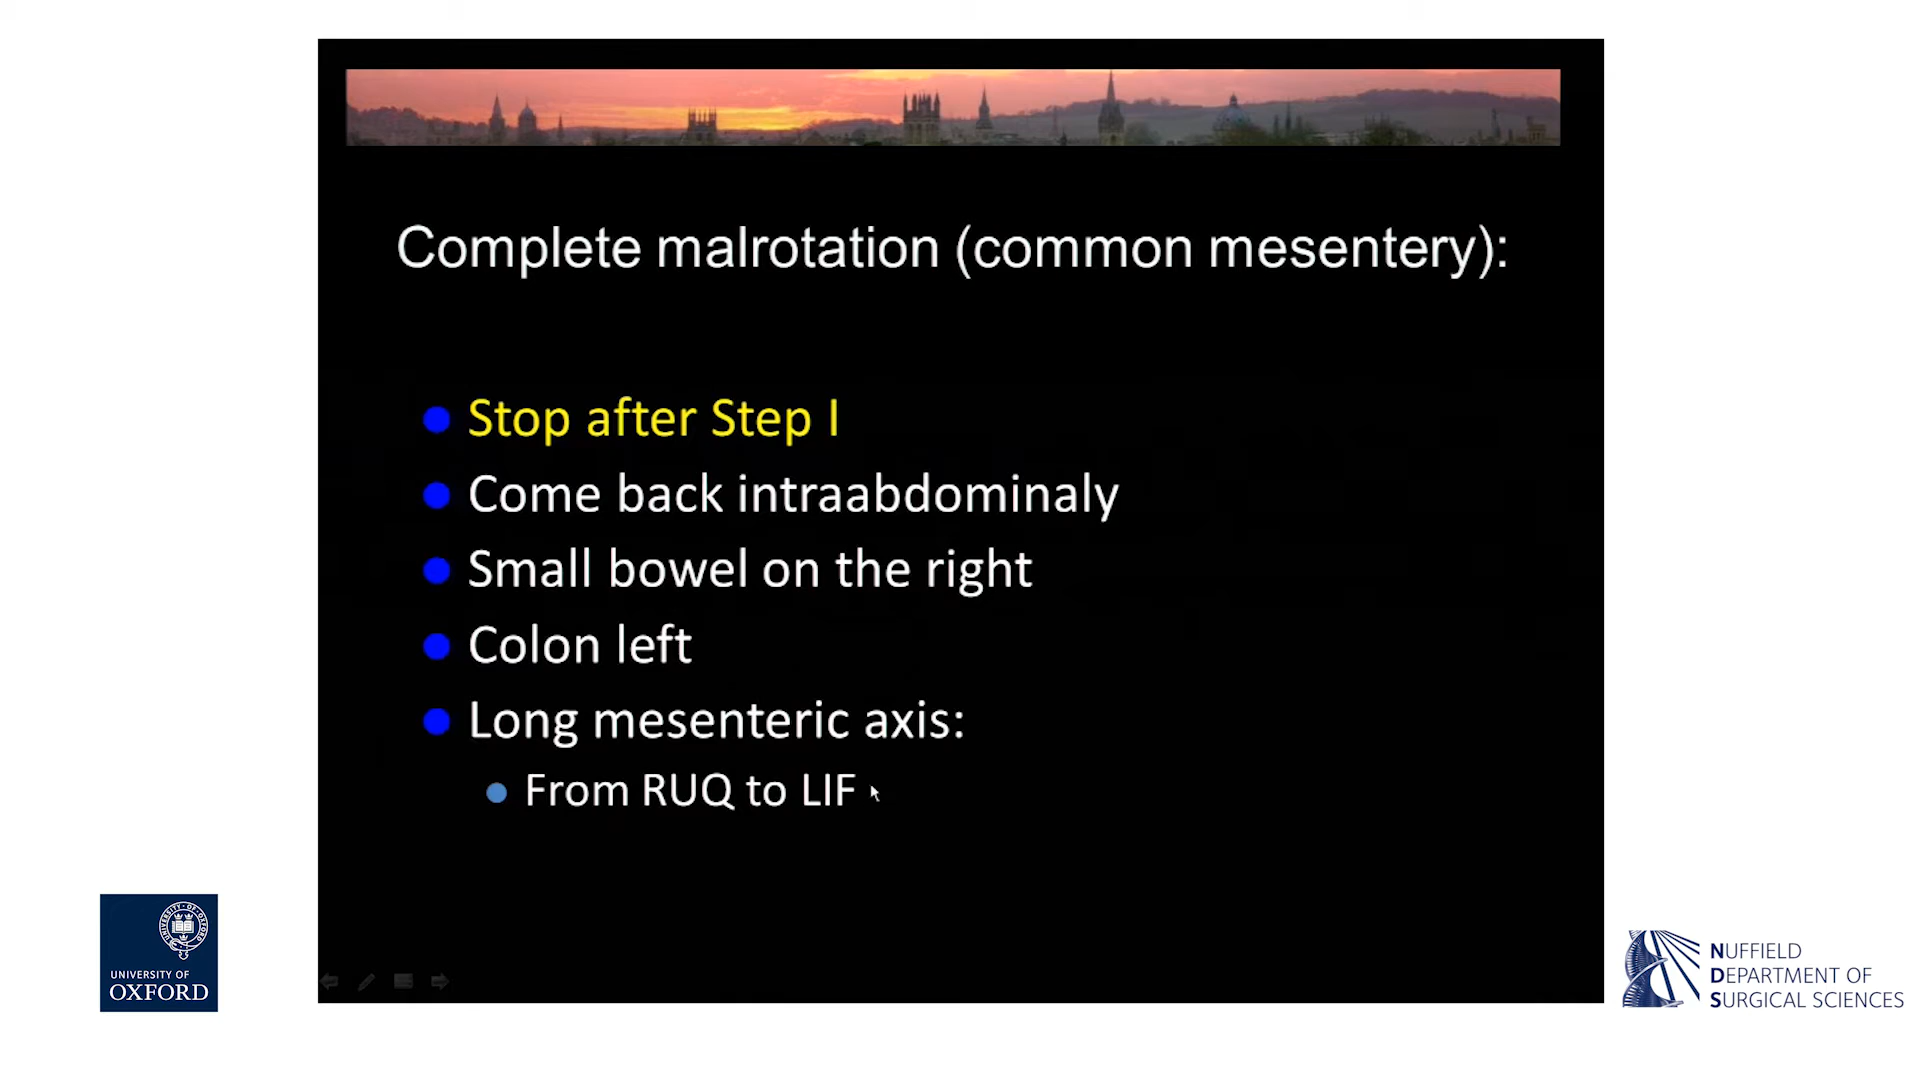 Complete malrotation (common mesentery):
Stop after Step I
Come back intraabdominaly
Small bowel on the right
Colon left
Long mesenteric axis:
From RUQ to LIF
UNIVERSITY OF
OXFORD
NUFFIELD
DEPARTMENT OF
SURGICAL SCIENCES